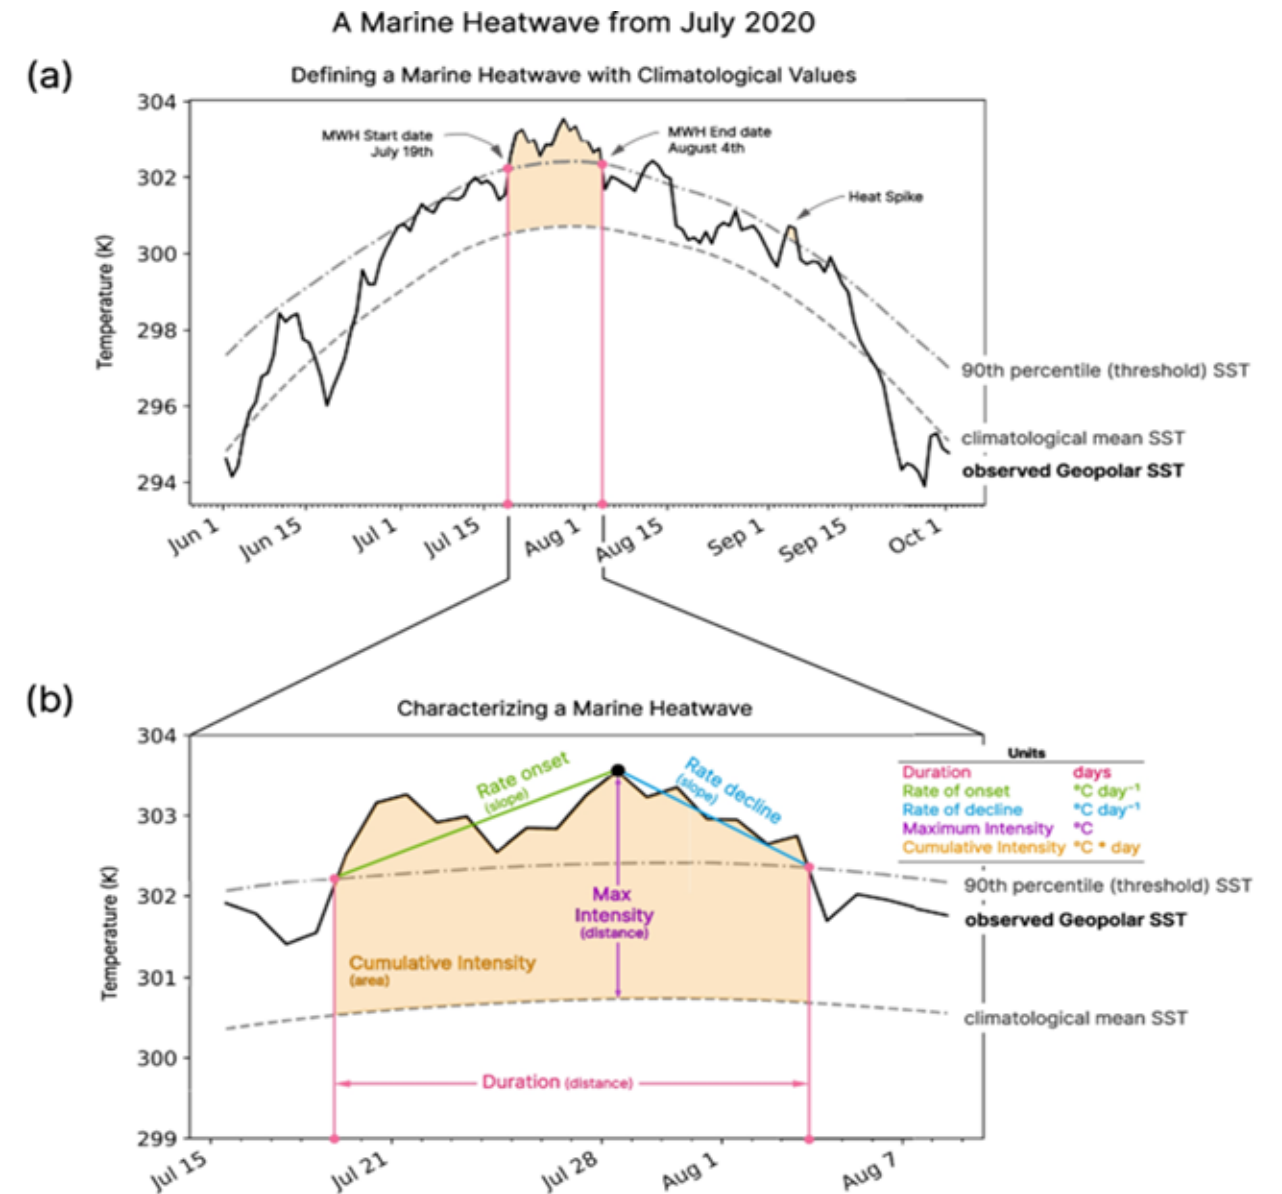 A Marine Heatwave from July 2020
(a)
Defining a Marine Heatwave with Climatological Values
304
302
300
298
296
294
Temperature (K)
MWH Start date
July 19th
MWH End date
August 4th
Heat Spike
90th percentile (threshold) SST
climatological mean SST
observed Geopolar SST
Jun 1
Jun 15
Jul 1
Jul 15
Aug 1
Aug 15
Sep 1
Sep 15
Oct 1
(b)
Characterizing a Marine Heatwave
304
303
302
301
300
299
Temperature (K)
Rate onset
(slope)
Rate decline
(slope)
Max
Intensity
(distance)
Cumulative Intensity
(area)
Duration (distance)
Units
Duration days
Rate of onset °C day⁻¹
Rate of decline °C day⁻¹
Maximum Intensity °C
Cumulative Intensity °C * day
90th percentile (threshold) SST
observed Geopolar SST
climatological mean SST
Jul 15
Jul 21
Jul 28
Aug 1
Aug 7